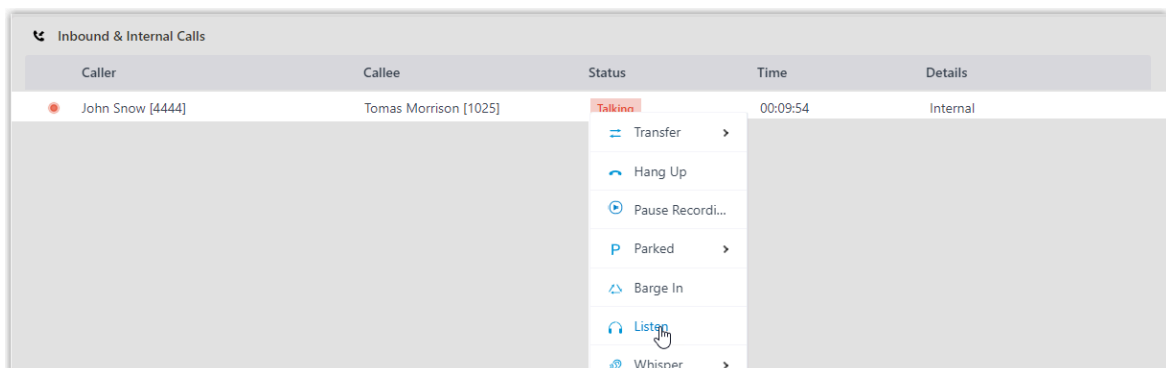 Inbound & Internal Calls
Caller Callee Status Time Details
John Snow [4444] Tomas Morrison [1025] Talking 00:09:54 Internal
Transfer
Hang Up
Pause Recordi...
P Parked
Barge In
Listen
Whisper